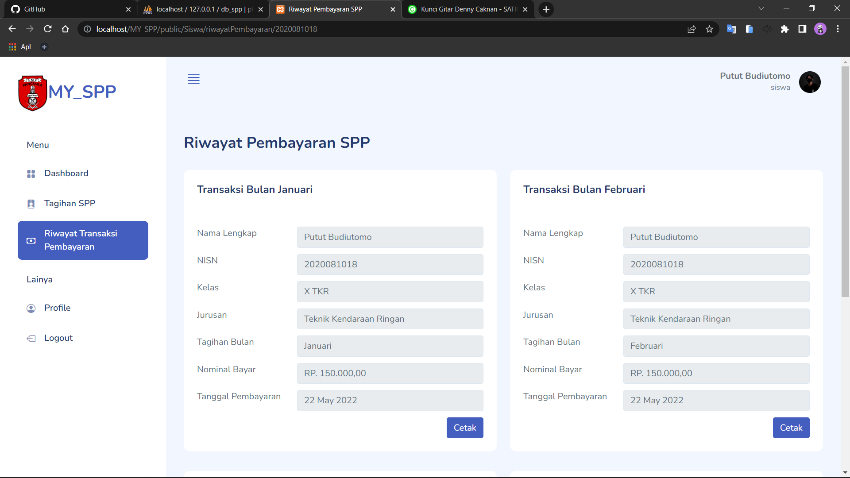 GitHub
localhost / 127.0.0.1 / db_spp | p
Riwayat Pembayaran SPP
Kunci Gitar Denny Caknan - SATI
localhost/MY_SPP/public/Siswa/riwayatPembayaran/2020081018
Apl
MY_SPP
Putut Budiutomo
siswa
Menu
Dashboard
Tagihan SPP
Riwayat Transaksi
Pembayaran
Lainya
Profile
Logout
Riwayat Pembayaran SPP
Transaksi Bulan Januari
Nama Lengkap Putut Budiutomo
NISN 2020081018
Kelas X TKR
Jurusan Teknik Kendaraan Ringan
Tagihan Bulan Januari
Nominal Bayar RP. 150.000,00
Tanggal Pembayaran 22 May 2022
Cetak
Transaksi Bulan Februari
Nama Lengkap Putut Budiutomo
NISN 2020081018
Kelas X TKR
Jurusan Teknik Kendaraan Ringan
Tagihan Bulan Februari
Nominal Bayar RP. 150.000,00
Tanggal Pembayaran 22 May 2022
Cetak